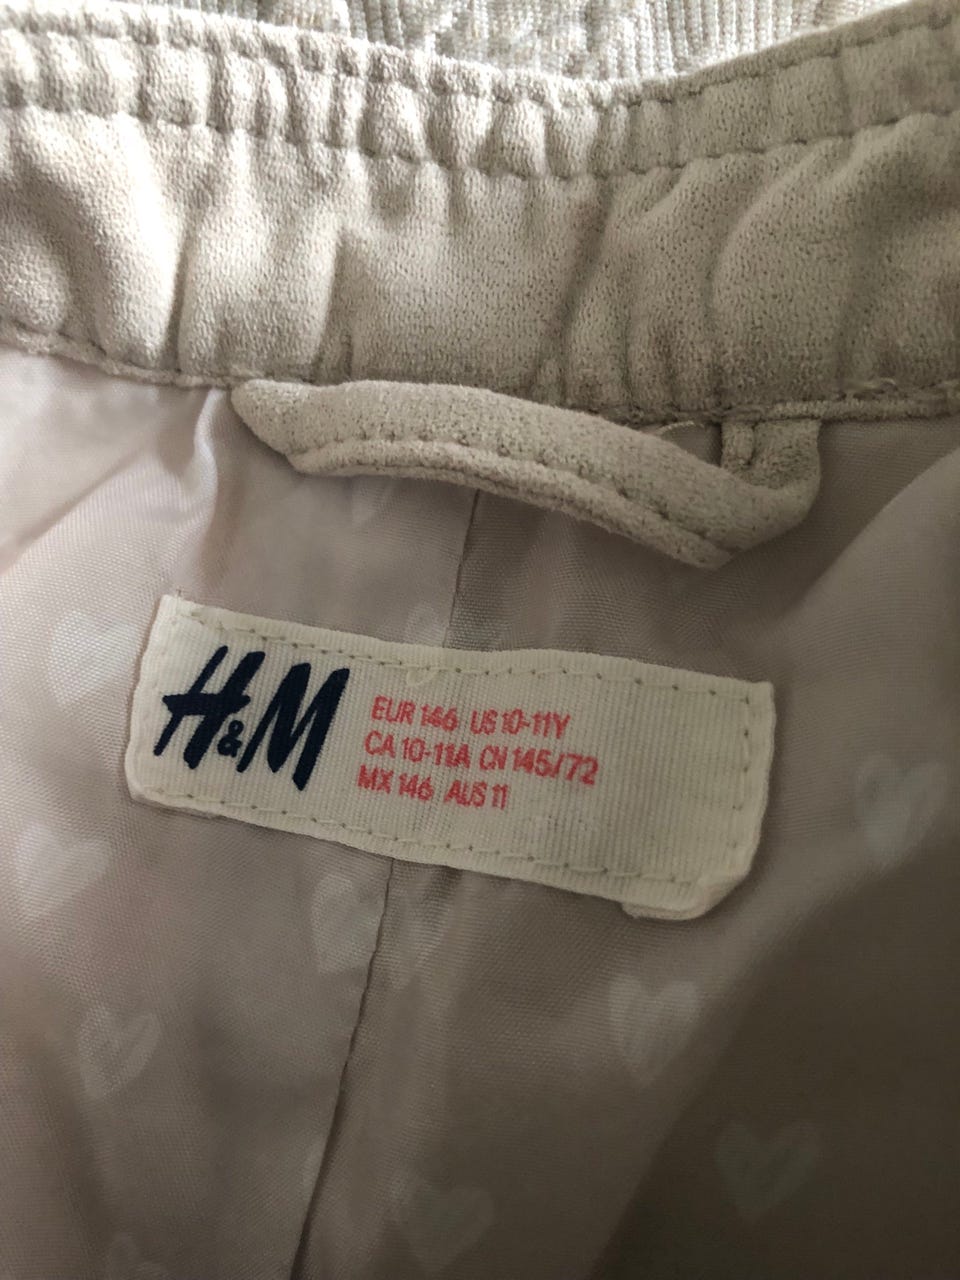 H&M
EUR 146 US 10-11Y
CA 10-11A CN 145/72
MX 146 AUS 11